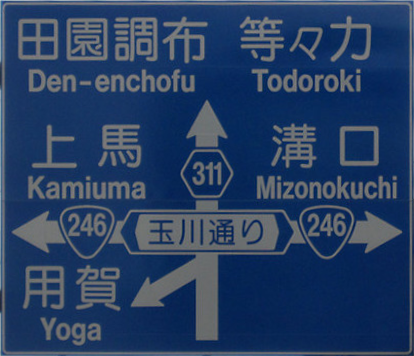 田園調布 等々力
Den-enchofu Todoroki
上馬 溝口
Kamiuma 311 Mizonokuchi
246 玉川通り 246
用賀
Yoga